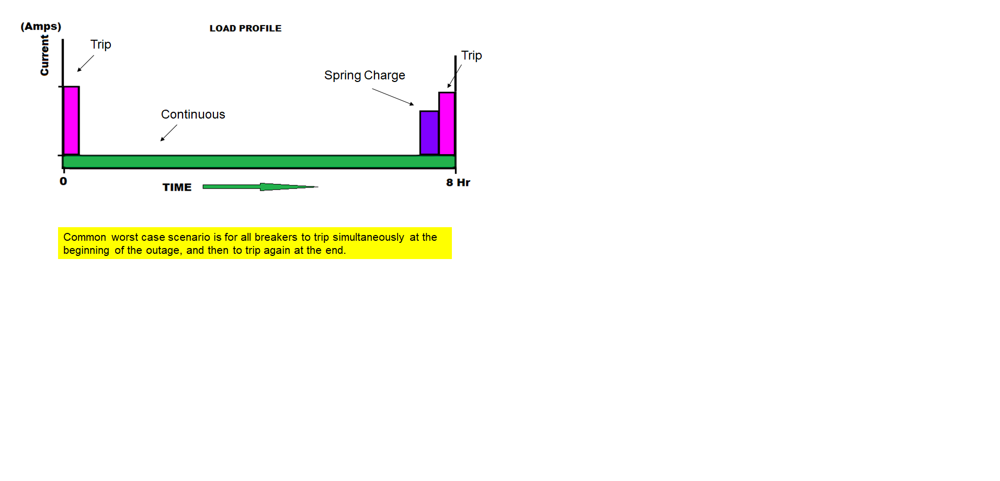 (Amps)
LOAD PROFILE
Current
Trip
Trip
Spring Charge
Continuous
0
TIME
8 Hr
Common worst case scenario is for all breakers to trip simultaneously at the
beginning of the outage, and then to trip again at the end.